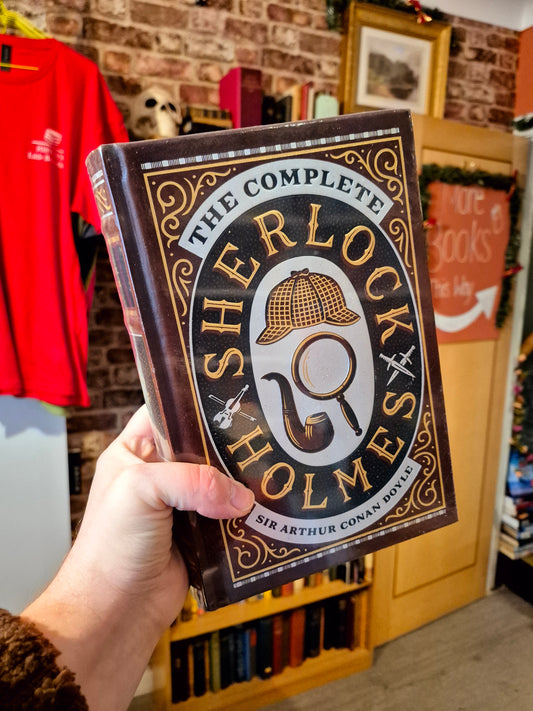 THE COMPLETE
SHERLOCK
HOLMES
SIR ARTHUR CONAN DOYLE
More
Books
This Way